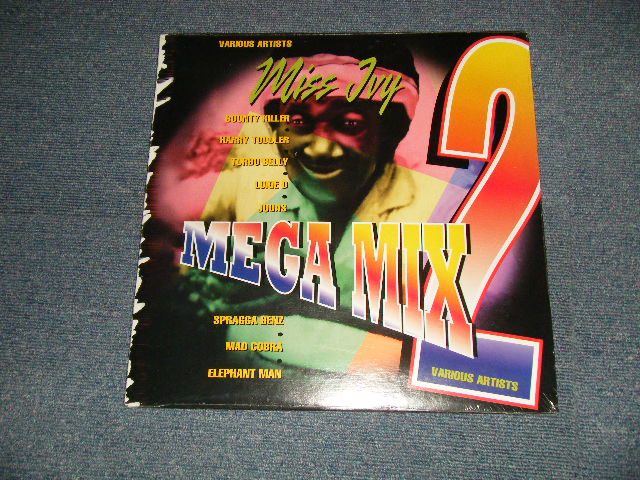 VARIOUS ARTISTS
Miss Ivy
BOUNTY KILLER
HARRY TODDLER
TURBO BELLY
LUKIE D
JUDAS
MEGA MIX 2
SPRAGGA BENZ
MAD COBRA
ELEPHANT MAN
VARIOUS ARTISTS